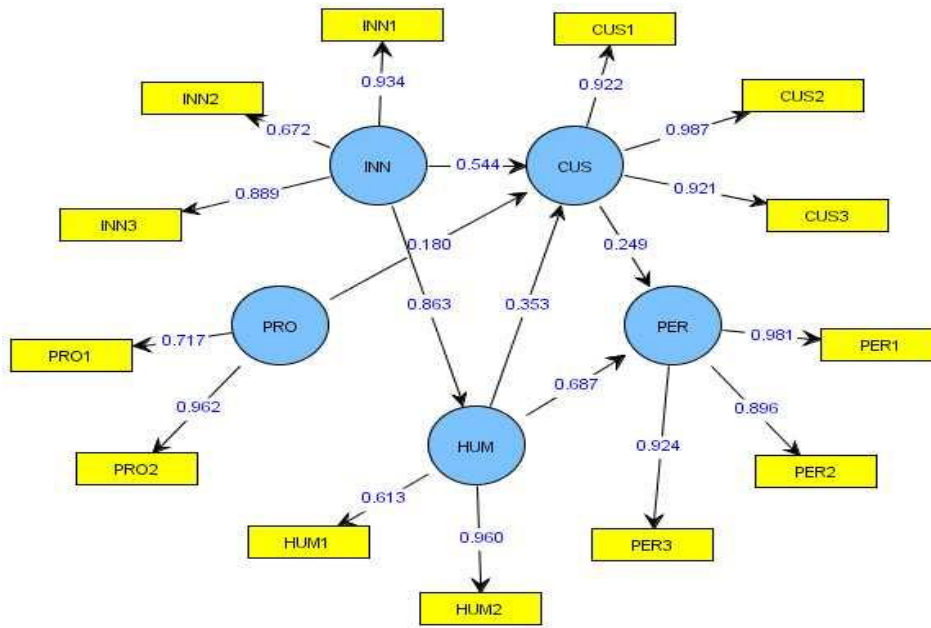 INN1
CUS1
0.934
0.922
INN2
CUS2
0.672
0.987
INN
0.544
CUS
0.889
0.921
INN3
CUS3
0.180
0.249
0.863
0.353
PRO
PER
0.717
0.981
PRO1
PER1
0.687
0.962
0.896
HUM
0.924
PRO2
PER2
0.613
0.960
HUM1
PER3
HUM2